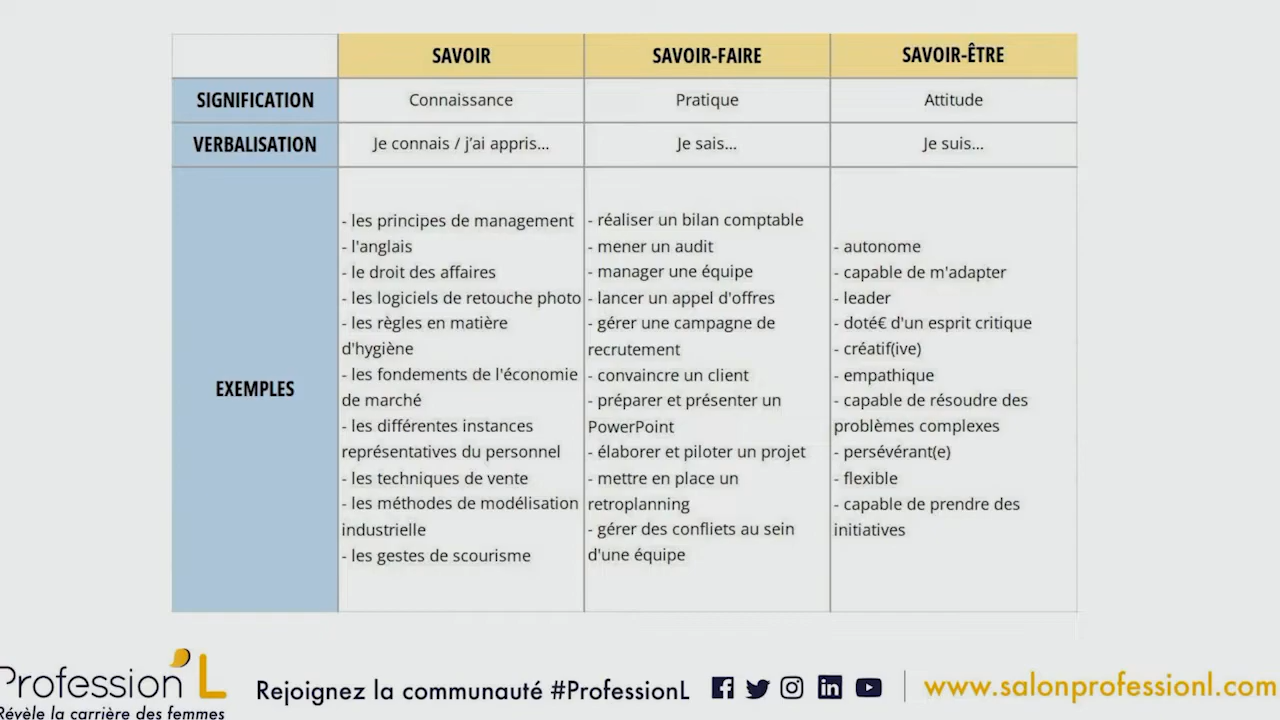 SAVOIR
SAVOIR-FAIRE
SAVOIR-ÊTRE
SIGNIFICATION
Connaissance
Pratique
Attitude
VERBALISATION
Je connais / j'ai appris...
Je sais...
Je suis...
EXEMPLES
- les principes de management
- l'anglais
- le droit des affaires
- les logiciels de retouche photo
- les règles en matière
d'hygiène
- les fondements de l'économie
de marché
- les différentes instances
représentatives du personnel
- les techniques de vente
- les méthodes de modélisation
industrielle
- les gestes de scourisme
- réaliser un bilan comptable
- mener un audit
- manager une équipe
- lancer un appel d'offres
- gérer une campagne de
recrutement
- convaincre un client
- préparer et présenter un
PowerPoint
- élaborer et piloter un projet
- mettre en place un
retroplanning
- gérer des confliets au sein
d'une équipe
- autonome
- capable de m'adapter
- leader
- doté€ d'un esprit critique
- créatif(ive)
- empathique
- capable de résoudre des
problèmes complexes
- persévérant(e)
- flexible
- capable de prendre des
initiatives
Profession'L
Révèle la carrière des femmes
Rejoignez la communauté #ProfessionL
www.salonprofessionl.com